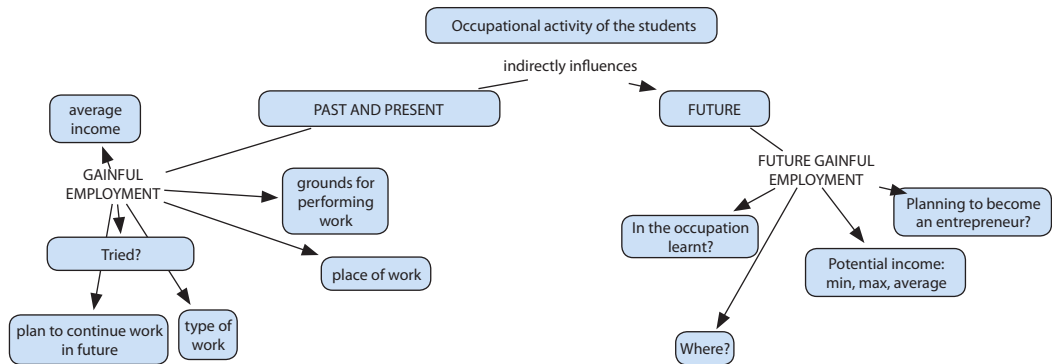 Occupational activity of the students
indirectly influences
PAST AND PRESENT
FUTURE
average
income
GAINFUL
EMPLOYMENT
grounds for
performing
work
Tried?
place of work
plan to continue work
in future
type of
work
FUTURE GAINFUL
EMPLOYMENT
Planning to become
an entrepreneur?
In the occupation
learnt?
Potential income:
min, max, average
Where?